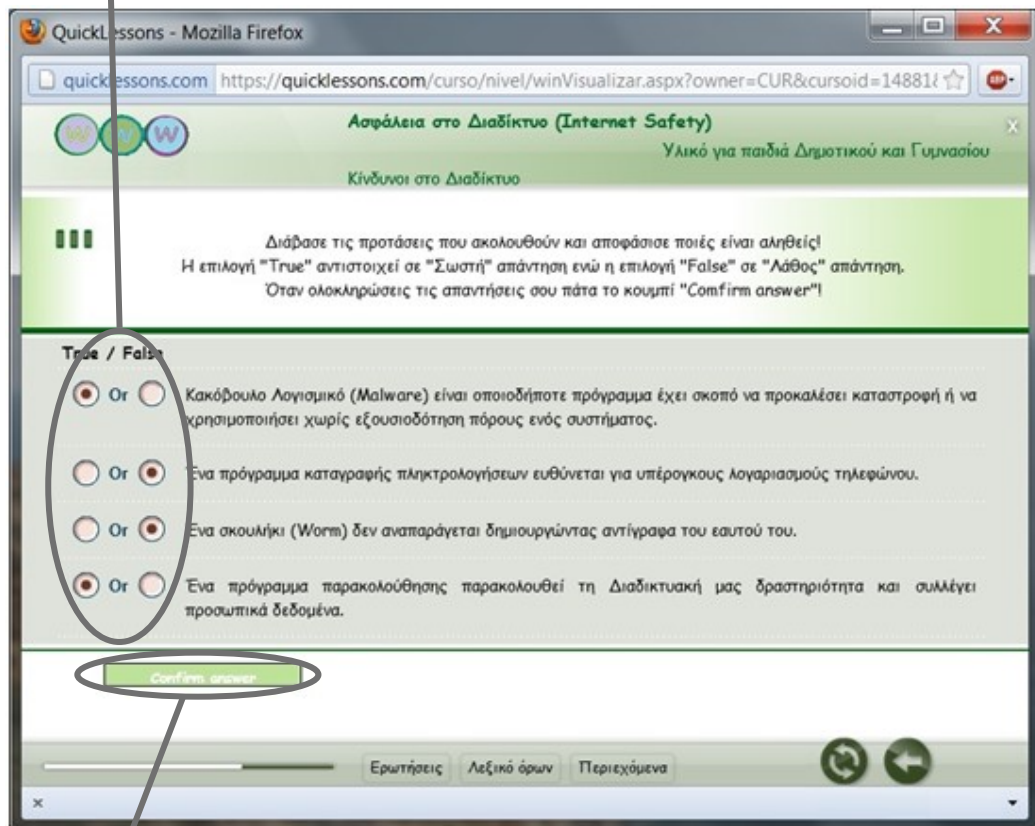 QuickLessons - Mozilla Firefox
quicklessons.com https://quicklessons.com/curso/nivel/winVisualizar.aspx?owner=CUR&cursoid=14881
W W W
Ασφάλεια στο Διαδίκτυο (Internet Safety)
Υλικό για παιδιά Δημοτικού και Γυμνασίου
Κίνδυνοι στο Διαδίκτυο
Διάβασε τις προτάσεις που ακολουθούν και αποφάσισε ποιές είναι αληθείς!
Η επιλογή "True" αντιστοιχεί σε "Σωστή" απάντηση ενώ η επιλογή "False" σε "Λάθος" απάντηση.
Όταν ολοκληρώσεις τις απαντήσεις σου πάτα το κουμπί "Comfirm answer"!
True / False
Or Κακόβουλο Λογισμικό (Malware) είναι οποιοδήποτε πρόγραμμα έχει σκοπό να προκαλέσει καταστροφή ή να
χρησιμοποιήσει χωρίς εξουσιοδότηση πόρους ενός συστήματος.
Or Ένα πρόγραμμα καταγραφής πληκτρολογήσεων ευθύνεται για υπέρογκους λογαριασμούς τηλεφώνου.
Or Ένα σκουλήκι (Worm) δεν αναπαράγεται δημιουργώντας αντίγραφα του εαυτού του.
Or Ένα πρόγραμμα παρακολούθησης παρακολουθεί τη Διαδικτυακή μας δραστηριότητα και συλλέγει
προσωπικά δεδομένα.
Confirm answer
Ερωτήσεις Λεξικό όρων Περιεχόμενα